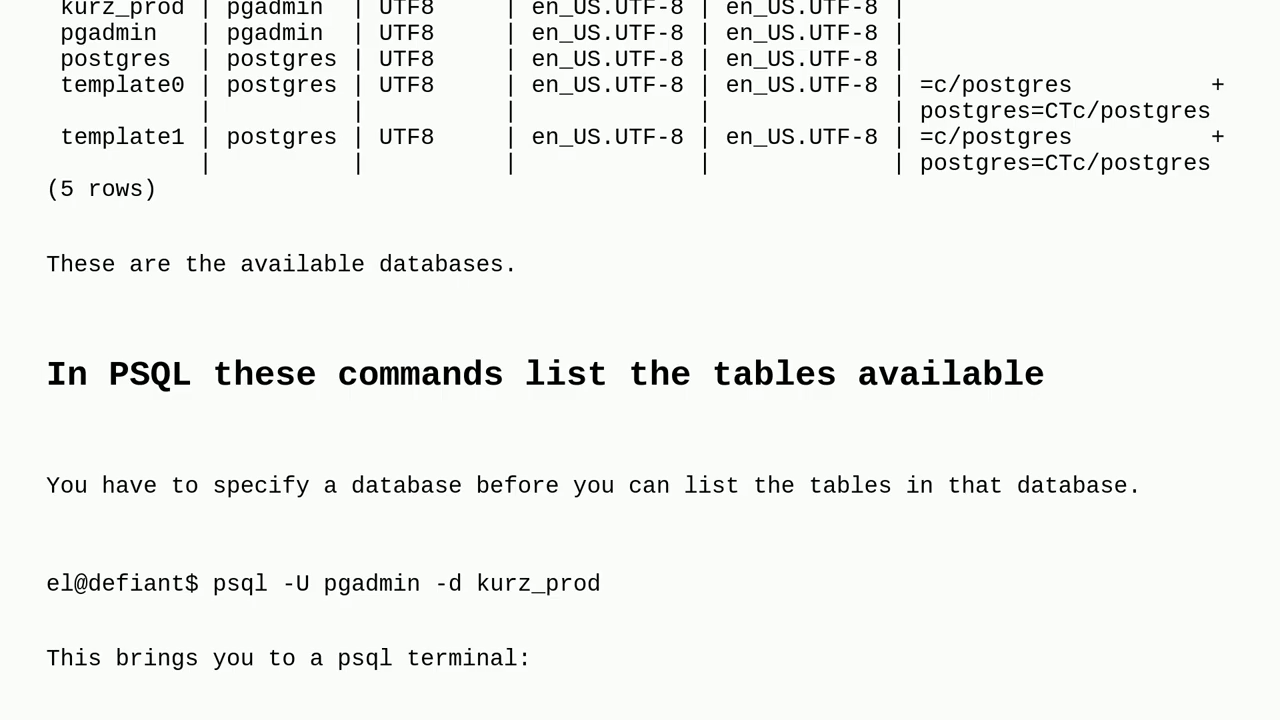 kurz_prod | pgadmin  | UTF8     | en_US.UTF-8 | en_US.UTF-8 |
pgadmin   | pgadmin  | UTF8     | en_US.UTF-8 | en_US.UTF-8 |
postgres  | postgres | UTF8     | en_US.UTF-8 | en_US.UTF-8 |
template0 | postgres | UTF8     | en_US.UTF-8 | en_US.UTF-8 | =c/postgres          +
          |          |          |             |             | postgres=CTc/postgres
template1 | postgres | UTF8     | en_US.UTF-8 | en_US.UTF-8 | =c/postgres          +
          |          |          |             |             | postgres=CTc/postgres
(5 rows)
These are the available databases.
In PSQL these commands list the tables available
You have to specify a database before you can list the tables in that database.
el@defiant$ psql -U pgadmin -d kurz_prod
This brings you to a psql terminal: